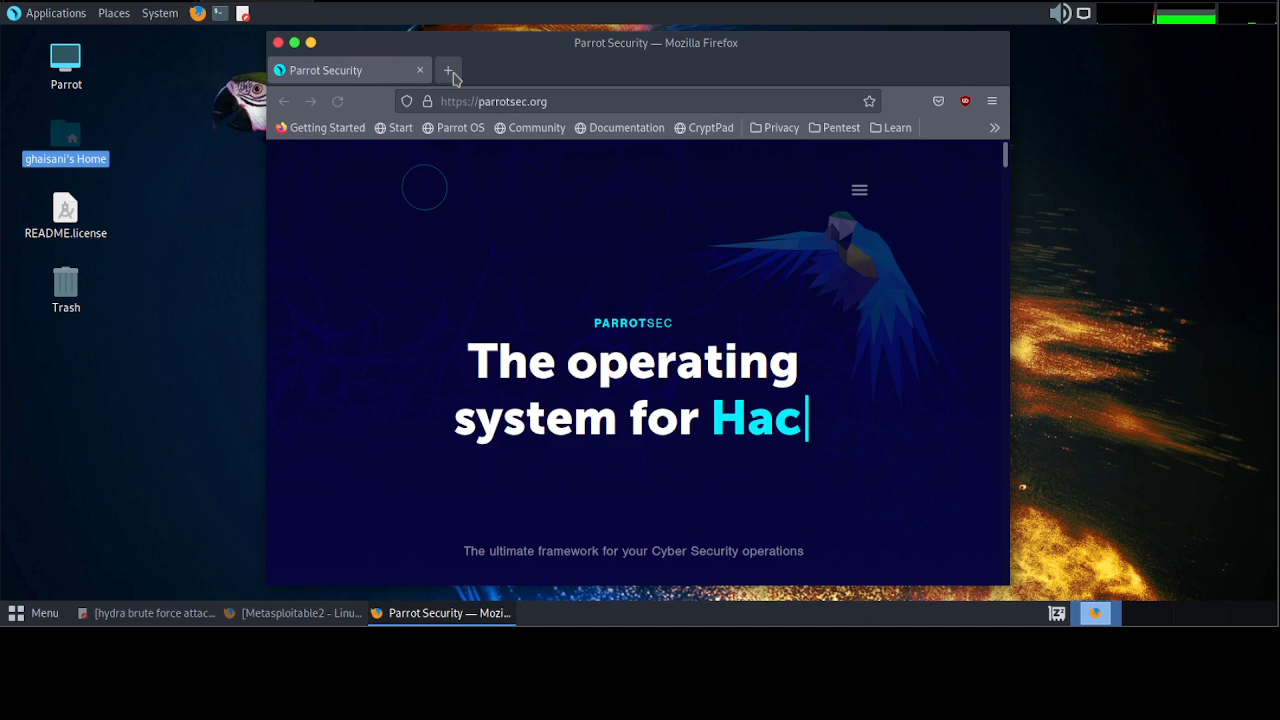 Applications Places System
Parrot Security — Mozilla Firefox
Parrot
Parrot Security
https://parrotsec.org
Getting Started Start Parrot OS Community Documentation CryptPad Privacy Pentest Learn
ghaisani's Home
README.license
Trash
PARROTSEC
The operating
system for Hac
The ultimate framework for your Cyber Security operations
Menu [hydra brute force attac... [Metasploitable2 - Linu... Parrot Security — Mozi...